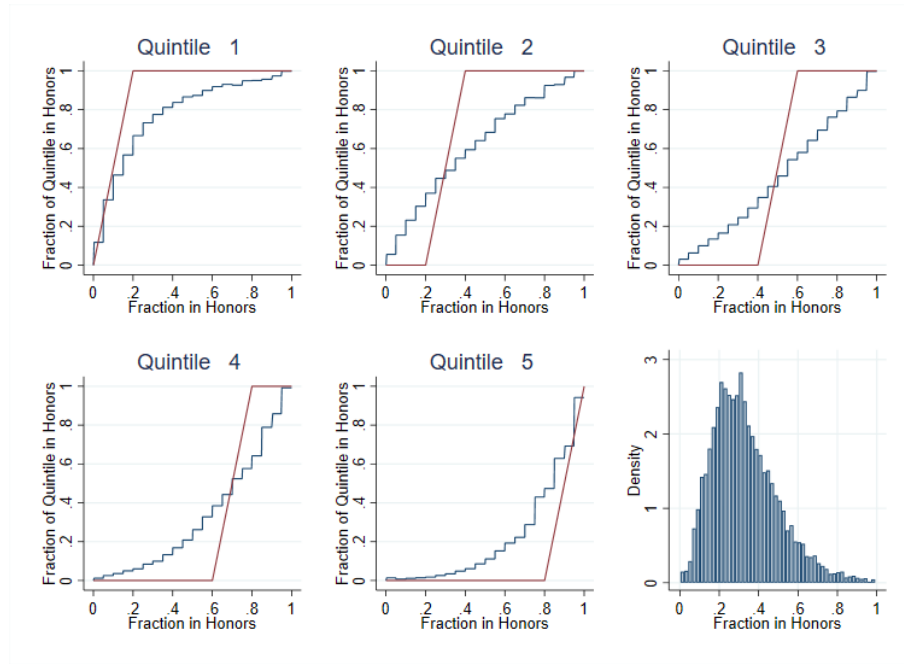 Quintile 1
Fraction of Quintile in Honors
0 .2 .4 .6 .8 1
0 .2 .4 .6 .8 1
Fraction in Honors
Quintile 2
Fraction of Quintile in Honors
0 .2 .4 .6 .8 1
0 .2 .4 .6 .8 1
Fraction in Honors
Quintile 3
Fraction of Quintile in Honors
0 .2 .4 .6 .8 1
0 .2 .4 .6 .8 1
Fraction in Honors
Quintile 4
Fraction of Quintile in Honors
0 .2 .4 .6 .8 1
0 .2 .4 .6 .8 1
Fraction in Honors
Quintile 5
Fraction of Quintile in Honors
0 .2 .4 .6 .8 1
0 .2 .4 .6 .8 1
Fraction in Honors
Density
0 1 2 3
0 .2 .4 .6 .8 1
Fraction in Honors